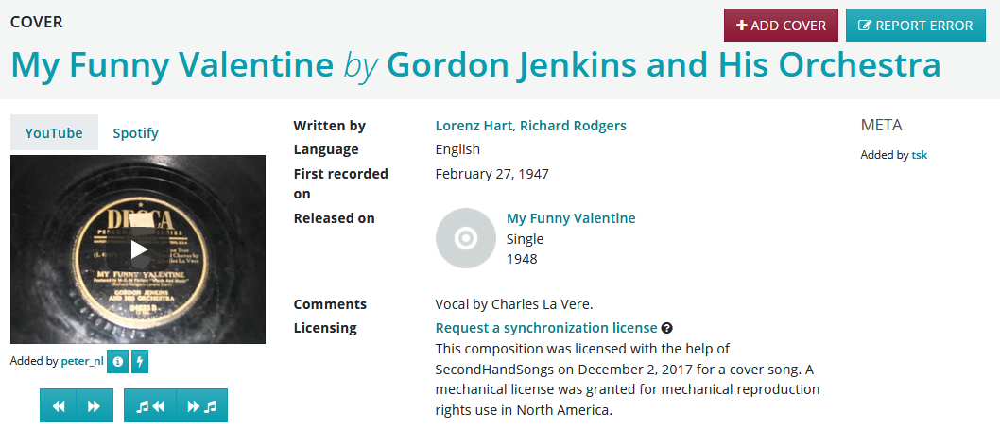 COVER
ADD COVER
REPORT ERROR
My Funny Valentine by Gordon Jenkins and His Orchestra
YouTube
Spotify
DECCA
MY FUNNY VALENTINE
GORDON JENKINS
AND HIS ORCHESTRA
Added by peter_nl
Written by
Lorenz Hart, Richard Rodgers
Language
English
First recorded
on
February 27, 1947
Released on
My Funny Valentine
Single
1948
Comments
Vocal by Charles La Vere.
Licensing
Request a synchronization license
This composition was licensed with the help of
SecondHandSongs on December 2, 2017 for a cover song. A
mechanical license was granted for mechanical reproduction
rights use in North America.
META
Added by tsk